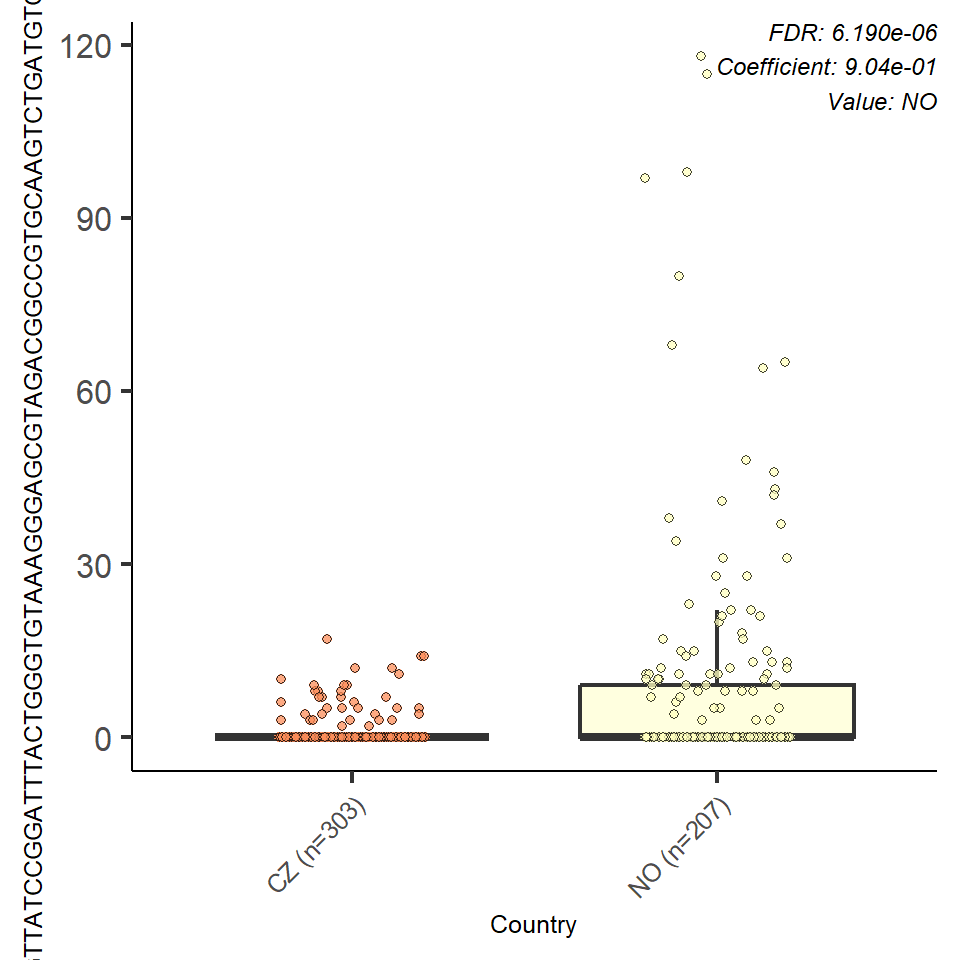 GTTATCCGGATTTACTGGGTGTAAAGGGAGCGTAGACGGCCGTGCAAGTCTGATGTG
120
90
60
30
0
FDR: 6.190e-06
Coefficient: 9.04e-01
Value: NO
CZ (n=303)
NO (n=207)
Country